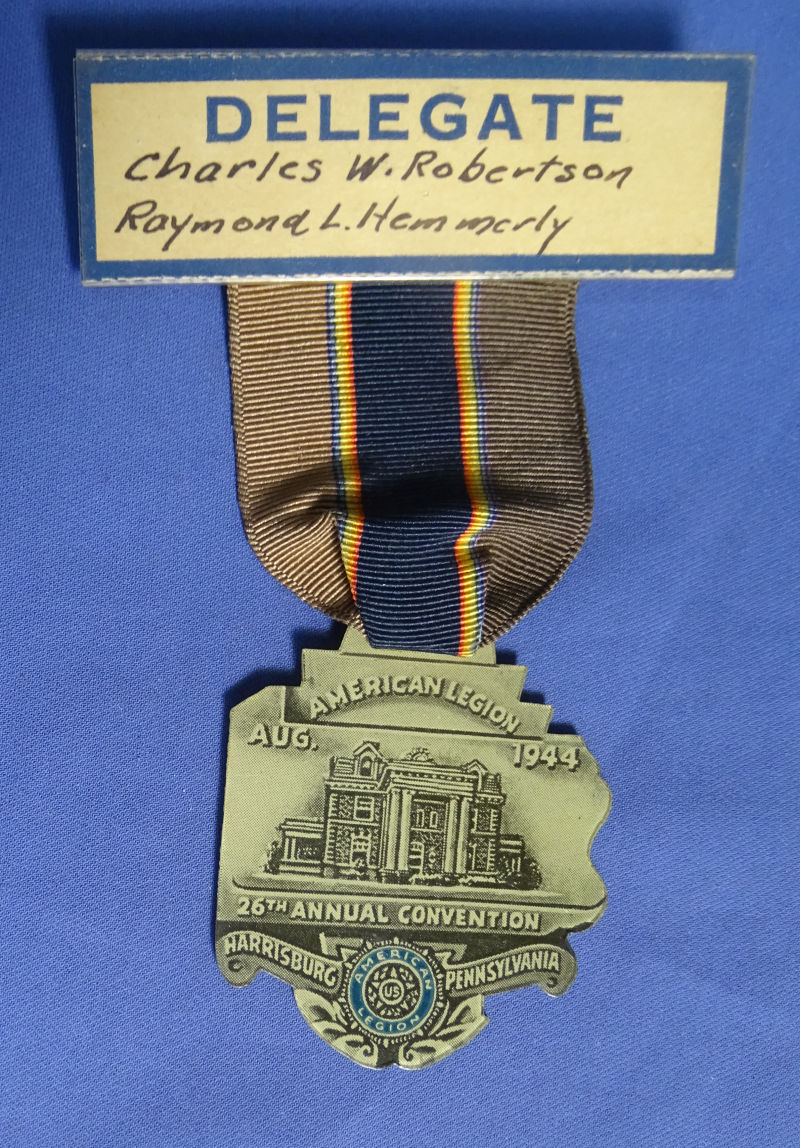 DELEGATE
Charles W. Robertson
Raymond L. Hemmerly
AMERICAN LEGION
AUG. 1944
26TH ANNUAL CONVENTION
HARRISBURG PENNSYLVANIA
AMERICAN
US
LEGION